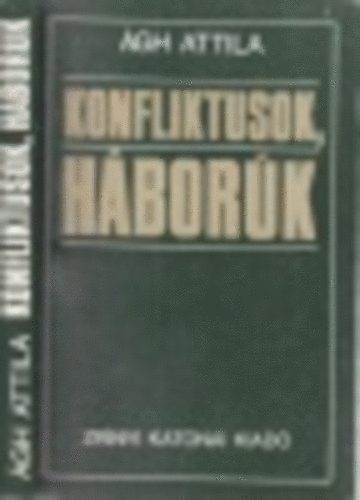 ÁGH ATTILA
KONFLIKTUSOK,
HÁBORÚK
ZRÍNYI KATONAI KIADÓ
ÁGH ATTILA KONFLIKTUSOK, HÁBORÚK